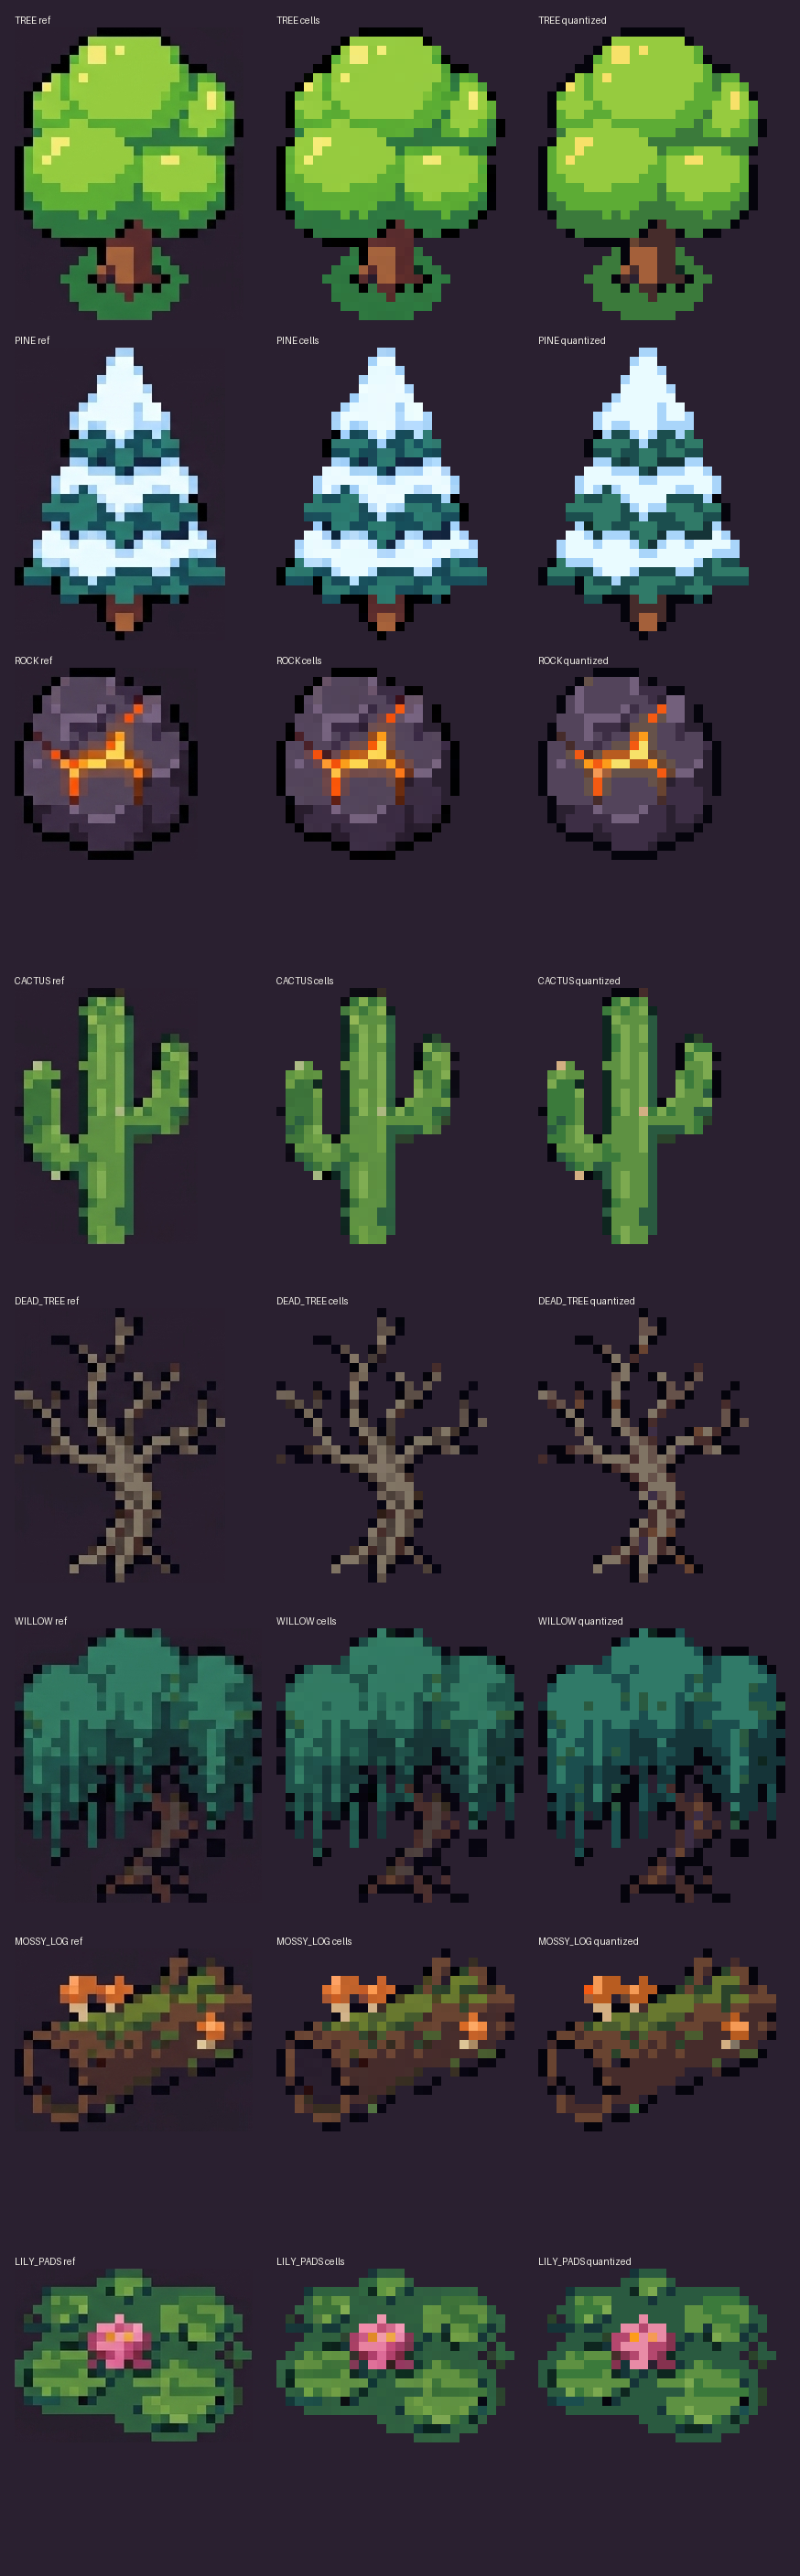 TREE ref TREE cells TREE quantized
PINE ref PINE cells PINE quantized
ROCK ref ROCK cells ROCK quantized
CACTUS ref CACTUS cells CACTUS quantized
DEAD_TREE ref DEAD_TREE cells DEAD_TREE quantized
WILLOW ref WILLOW cells WILLOW quantized
MOSSY_LOG ref MOSSY_LOG cells MOSSY_LOG quantized
LILY_PADS ref LILY_PADS cells LILY_PADS quantized